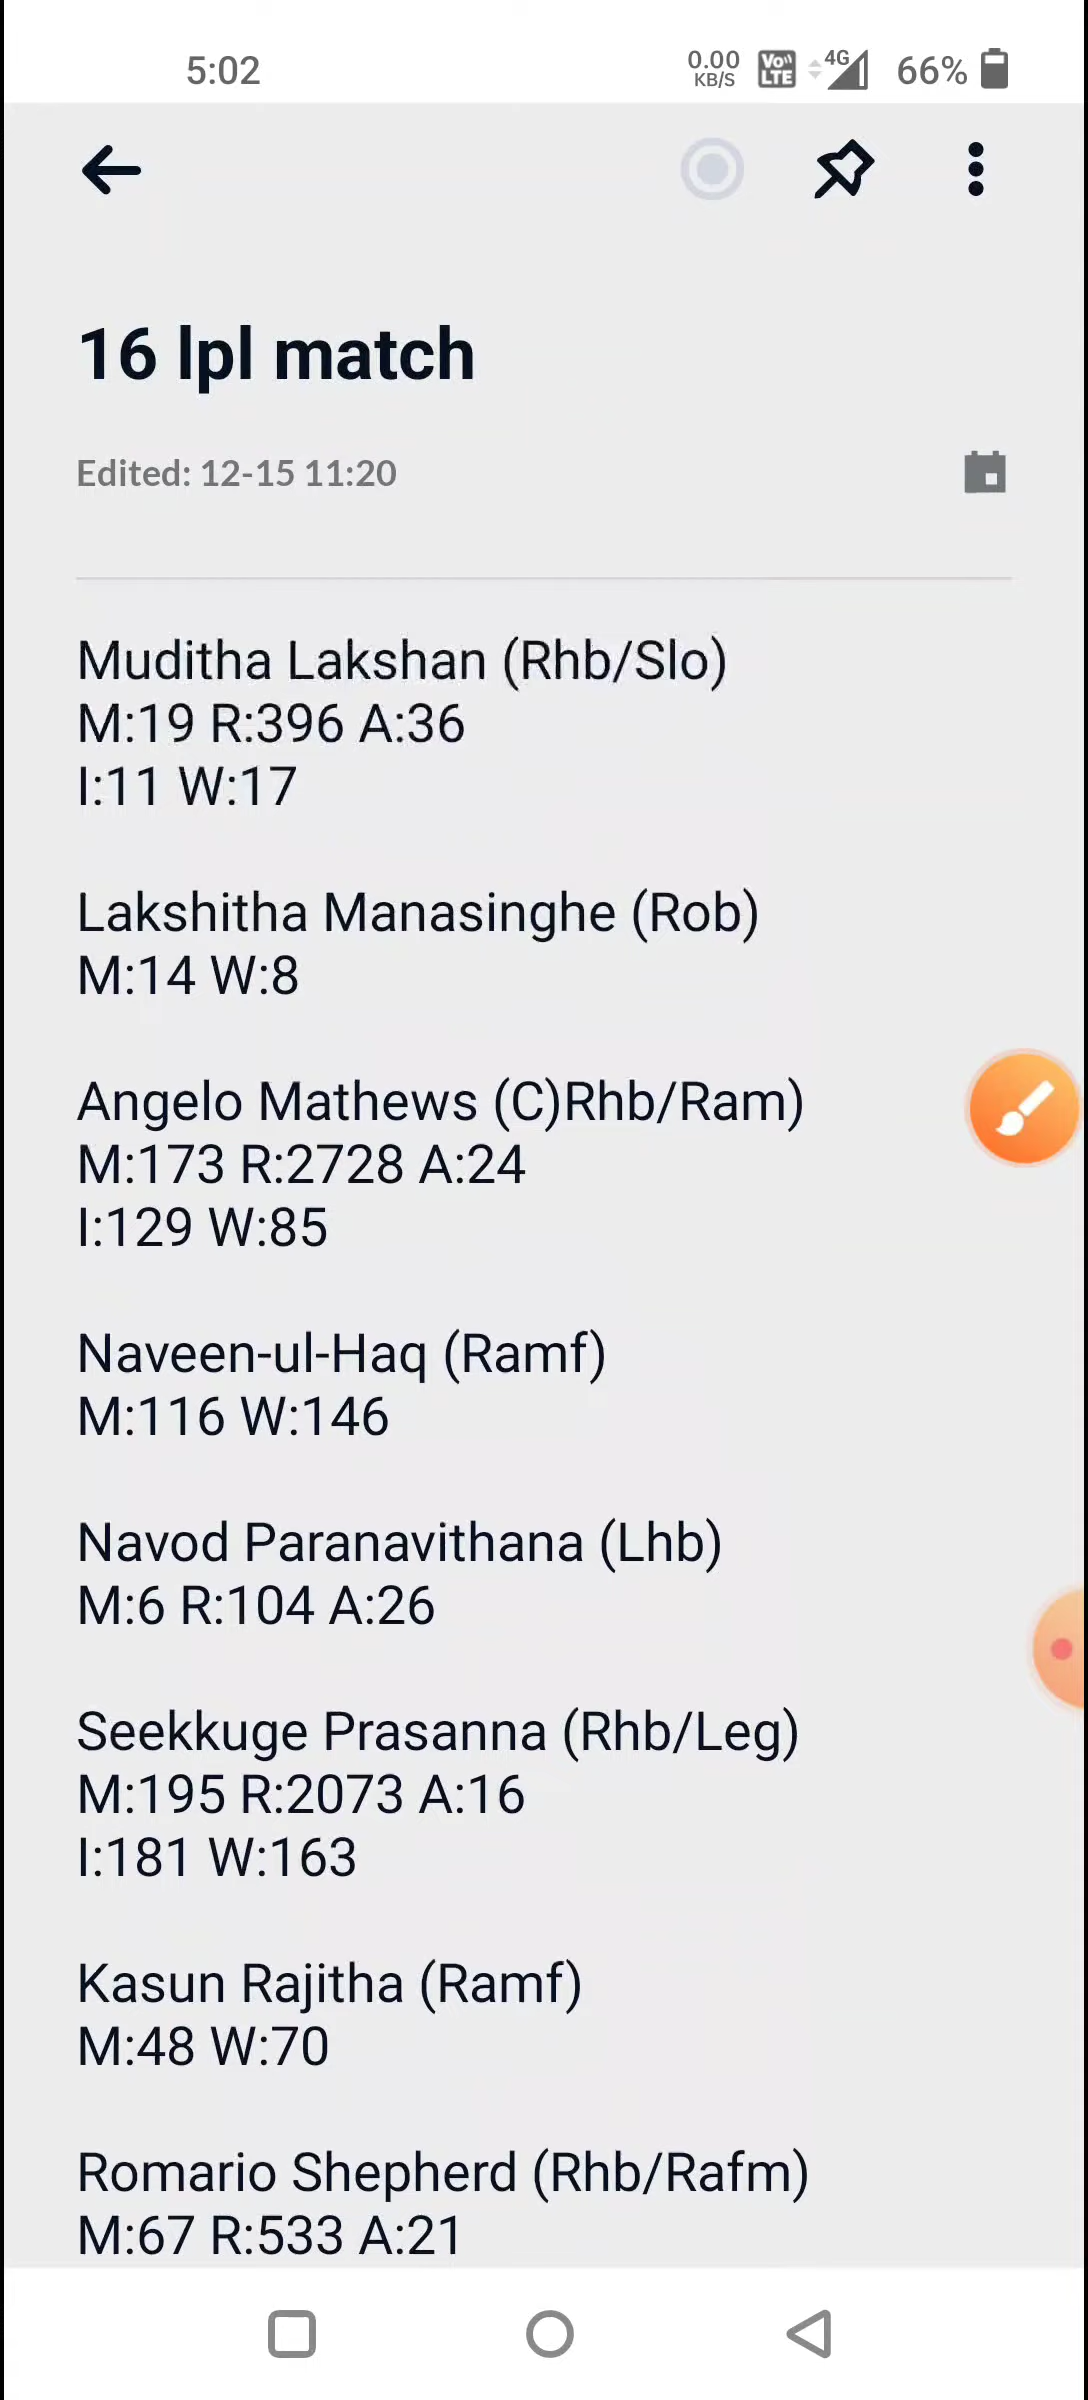 5:02
0.00
KB/S
Vo))
LTE
4G
66%
16 lpl match
Edited: 12-15 11:20
Muditha Lakshan (Rhb/Slo)
M:19 R:396 A:36
I:11 W:17
Lakshitha Manasinghe (Rob)
M:14 W:8
Angelo Mathews (C)Rhb/Ram)
M:173 R:2728 A:24
I:129 W:85
Naveen-ul-Haq (Ramf)
M:116 W:146
Navod Paranavithana (Lhb)
M:6 R:104 A:26
Seekkuge Prasanna (Rhb/Leg)
M:195 R:2073 A:16
I:181 W:163
Kasun Rajitha (Ramf)
M:48 W:70
Romario Shepherd (Rhb/Rafm)
M:67 R:533 A:21